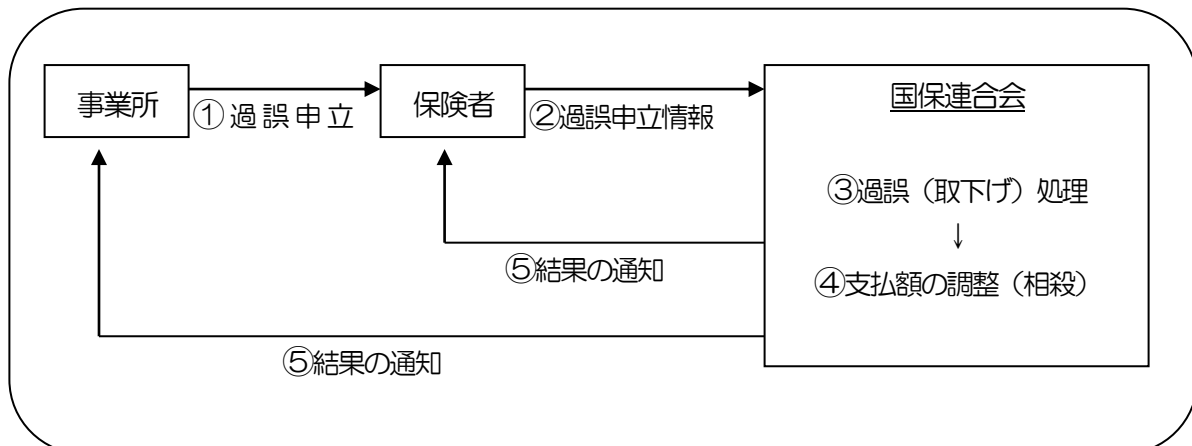 事業所
①過誤申立
保険者
②過誤申立情報
国保連合会
③過誤（取下げ）処理
↓
④支払額の調整（相殺）
⑤結果の通知
⑤結果の通知